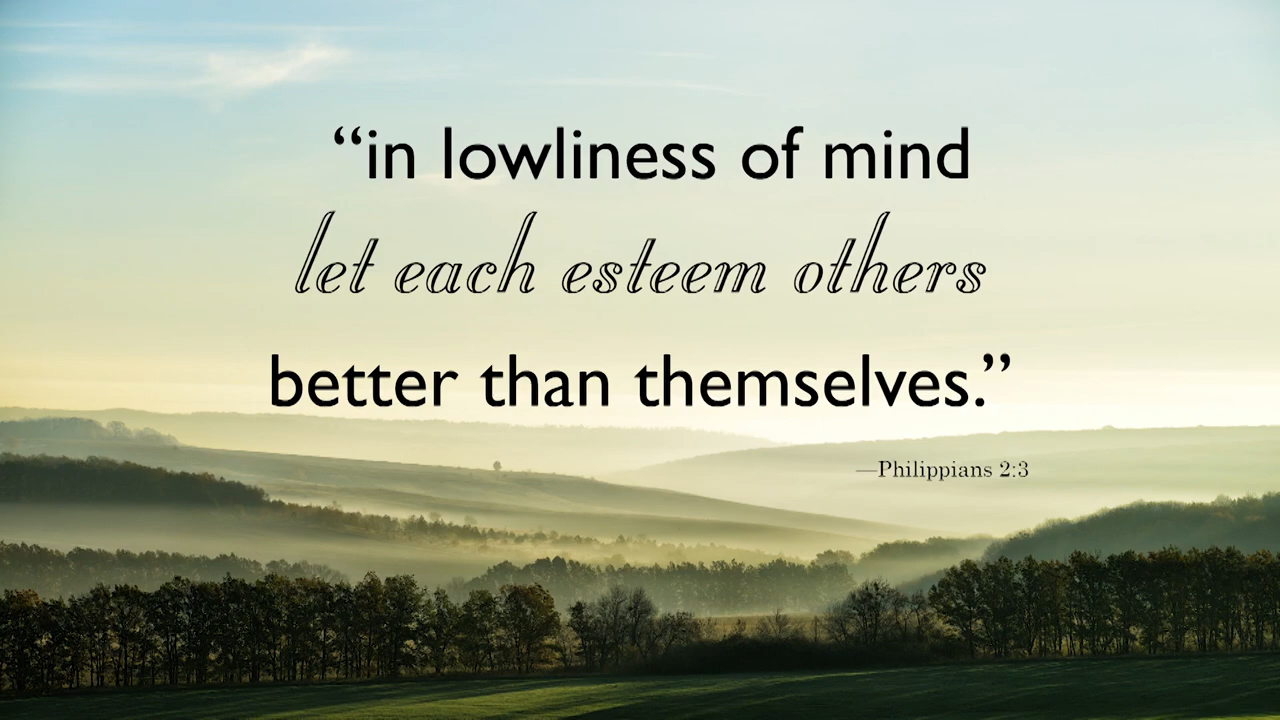 “in lowliness of mind
let each esteem others
better than themselves.”
—Philippians 2:3